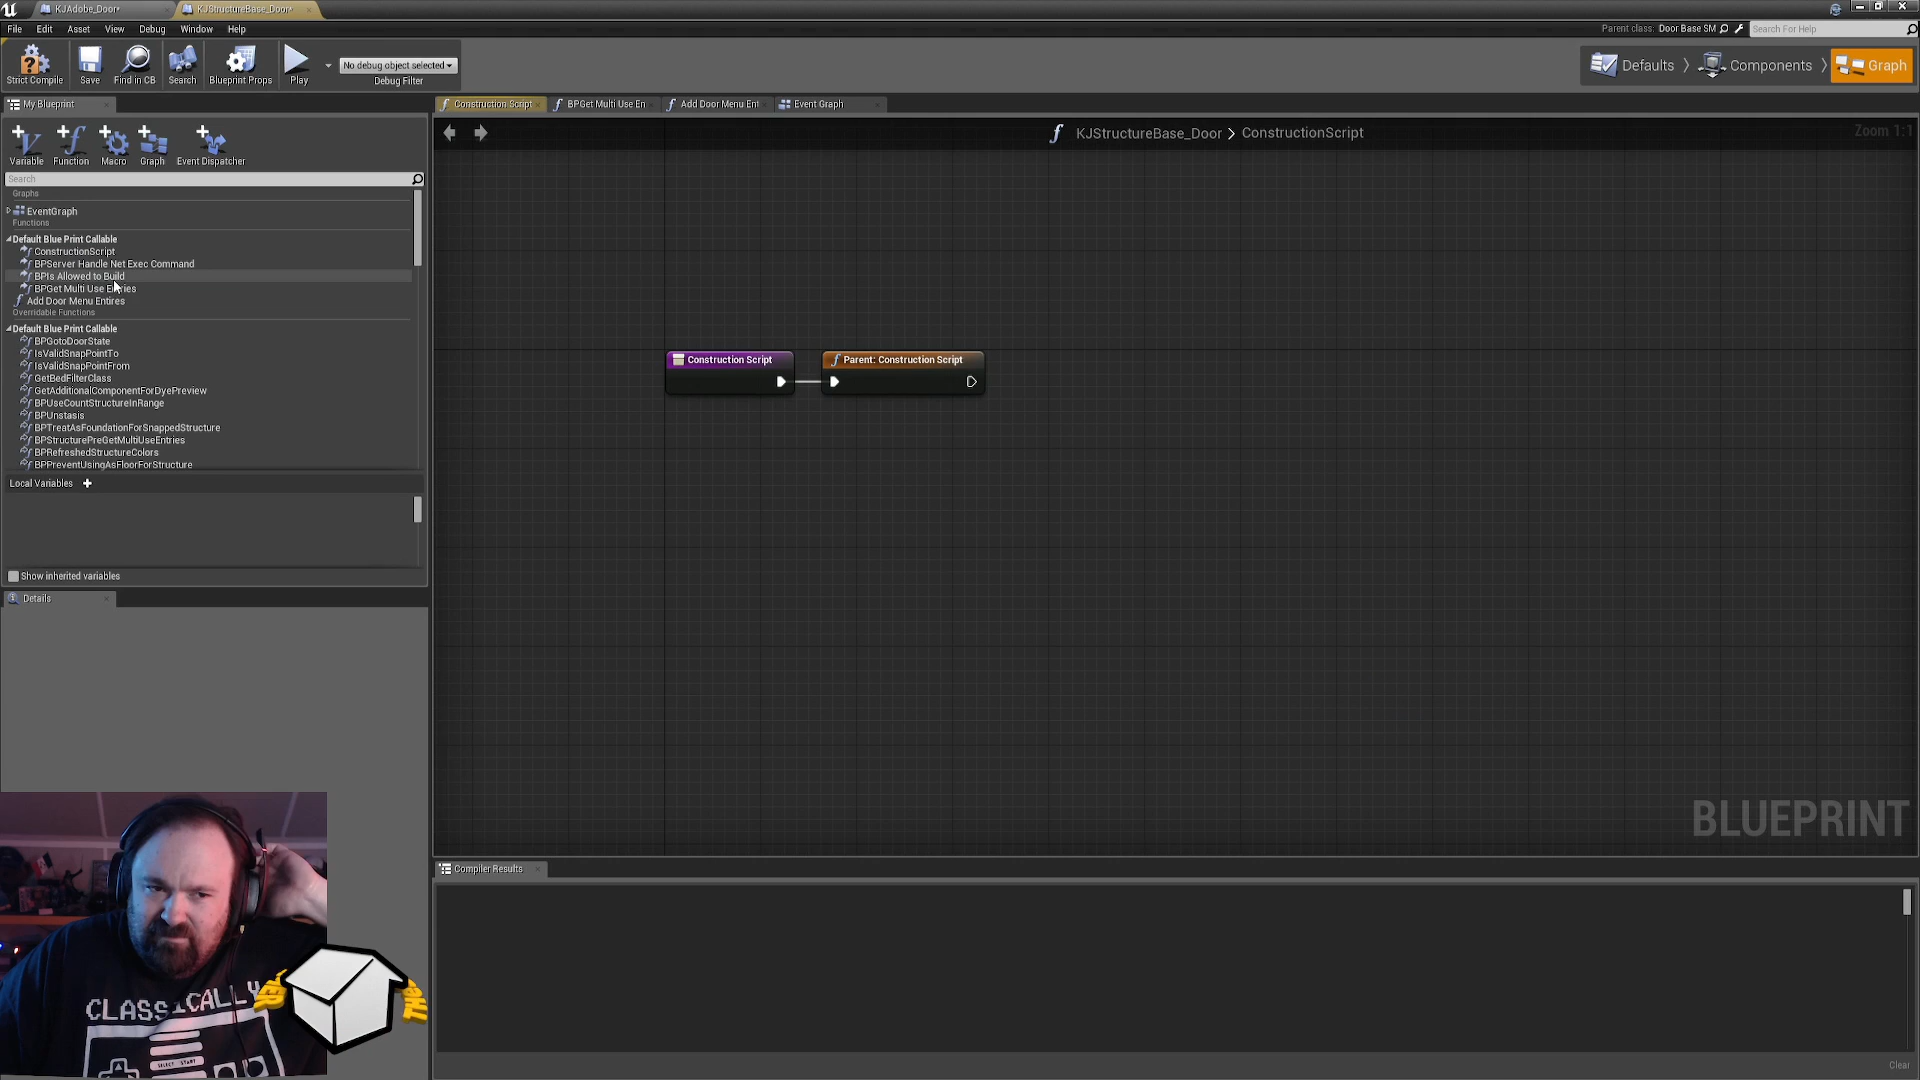 KJAdobe_Door*
KJStructureBase_Door*
File Edit Asset View Debug Window Help
Parent class: Door Base SM
Search For Help
Strict Compile
Save
Find in CB
Search
Blueprint Props
Play
No debug object selected
Debug Filter
Defaults
Components
Graph
My Blueprint
Variable
Function
Macro
Graph
Event Dispatcher
Search
Graphs
EventGraph
Functions
Default Blue Print Callable
ConstructionScript
BPServer Handle Net Exec Command
BPIs Allowed to Build
BPGet Multi Use Entries
Add Door Menu Entires
Overridable Functions
Default Blue Print Callable
BPGotoDoorState
IsValidSnapPointTo
IsValidSnapPointFrom
GetBedFilterClass
GetAdditionalComponentForDyePreview
BPUseCountStructureInRange
BPUnstasis
BPTreatAsFoundationForSnappedStructure
BPStructurePreGetMultiUseEntries
BPRefreshedStructureColors
BPPreventUsingAsFloorForStructure
Local Variables
Show inherited variables
Details
Construction Script
BPGet Multi Use En
Add Door Menu Ent
Event Graph
KJStructureBase_Door > ConstructionScript
Zoom 1:1
Construction Script
Parent: Construction Script
BLUEPRINT
Compiler Results
Clear
CLASSICALLY
SELECT START